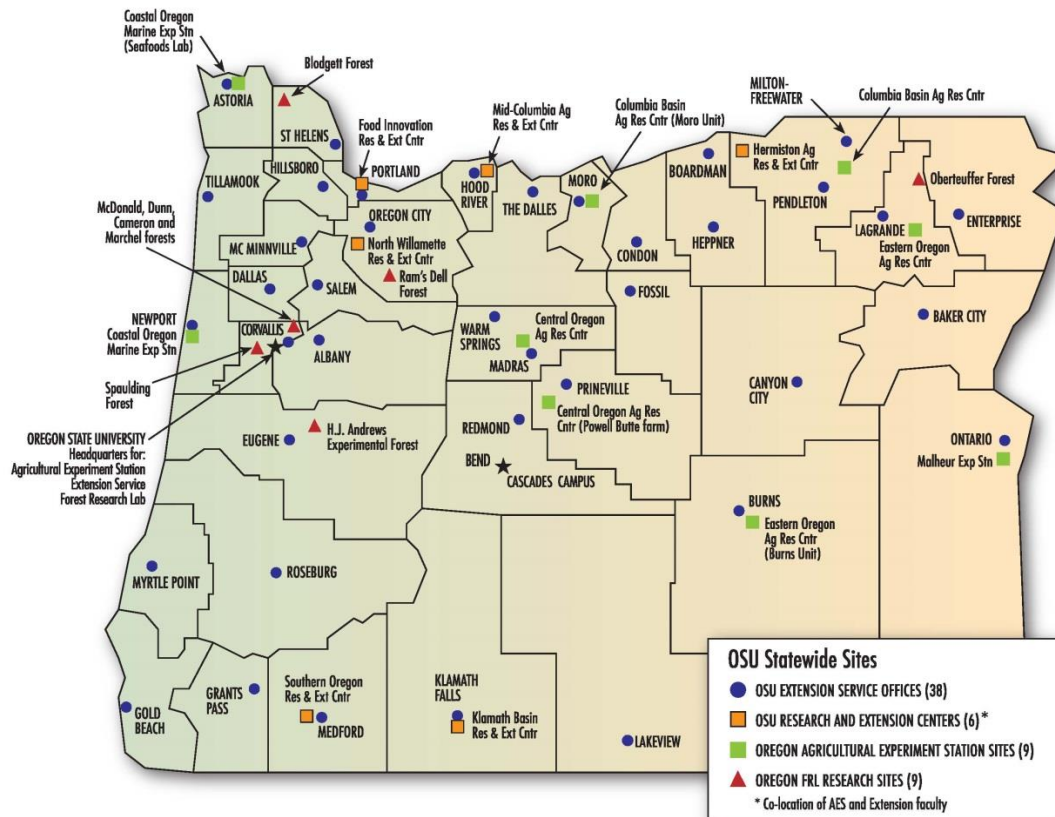 Coastal Oregon
Marine Exp Stn
(Seafoods Lab)
ASTORIA
Blodgett Forest
ST HELENS
Food Innovation
Res & Ext Cntr
PORTLAND
Mid-Columbia Ag
Res & Ext Cntr
HOOD
RIVER
Columbia Basin
Ag Res Cntr (Moro Unit)
MORO
THE DALLES
MILTON-
FREEWATER
Columbia Basin Ag Res Cntr
BOARDMAN
Hermiston Ag
Res & Ext Cntr
PENDLETON
Oberteuffer Forest
LAGRANDE
Eastern Oregon
Ag Res Cntr
ENTERPRISE
TILLAMOOK
HILLSBORO
OREGON CITY
North Willamette
Res & Ext Cntr
Ram's Dell
Forest
McDonald, Dunn,
Cameron and
Marchel forests
MC MINNVILLE
DALLAS
SALEM
CONDON
HEPPNER
FOSSIL
BAKER CITY
NEWPORT
Coastal Oregon
Marine Exp Stn
CORVALLIS
ALBANY
WARM
SPRINGS
Central Oregon
Ag Res Cntr
MADRAS
Spaulding
Forest
PRINEVILLE
Central Oregon Ag Res
Cntr (Powell Butte farm)
CANYON
CITY
OREGON STATE UNIVERSITY
Headquarters for:
Agricultural Experiment Station
Extension Service
Forest Research Lab
EUGENE
H.J. Andrews
Experimental Forest
REDMOND
BEND
CASCADES CAMPUS
ONTARIO
Malheur Exp Stn
BURNS
Eastern Oregon
Ag Res Cntr
(Burns Unit)
MYRTLE POINT
ROSEBURG
GOLD
BEACH
GRANTS
PASS
Southern Oregon
Res & Ext Cntr
MEDFORD
KLAMATH
FALLS
Klamath Basin
Res & Ext Cntr
LAKEVIEW
OSU Statewide Sites
OSU EXTENSION SERVICE OFFICES (38)
OSU RESEARCH AND EXTENSION CENTERS (6)*
OREGON AGRICULTURAL EXPERIMENT STATION SITES (9)
OREGON FRL RESEARCH SITES (9)
* Co-location of AES and Extension faculty